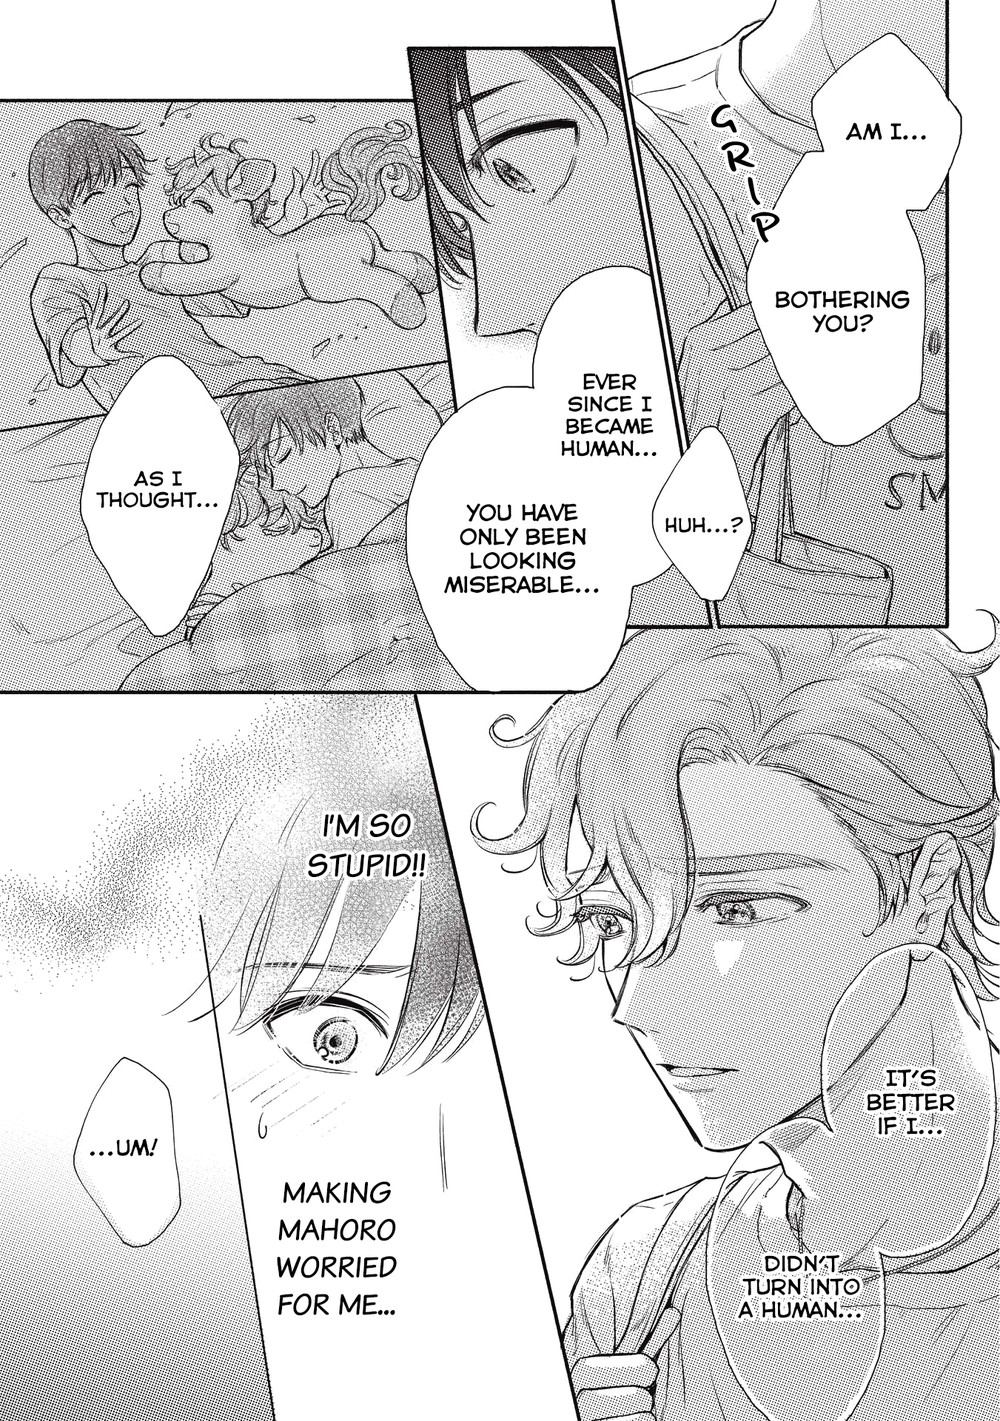 AM I...
BOTHERING
YOU?
GRIP
HUH...?
EVER
SINCE I
BECAME
HUMAN...
YOU HAVE
ONLY BEEN
LOOKING
MISERABLE...
AS I
THOUGHT...
SM
IT'S
BETTER
IF I...
DIDN'T
TURN INTO
A HUMAN...
I'M SO
STUPID!!
MAKING
MAHORO
WORRIED
FOR ME...
...UM!